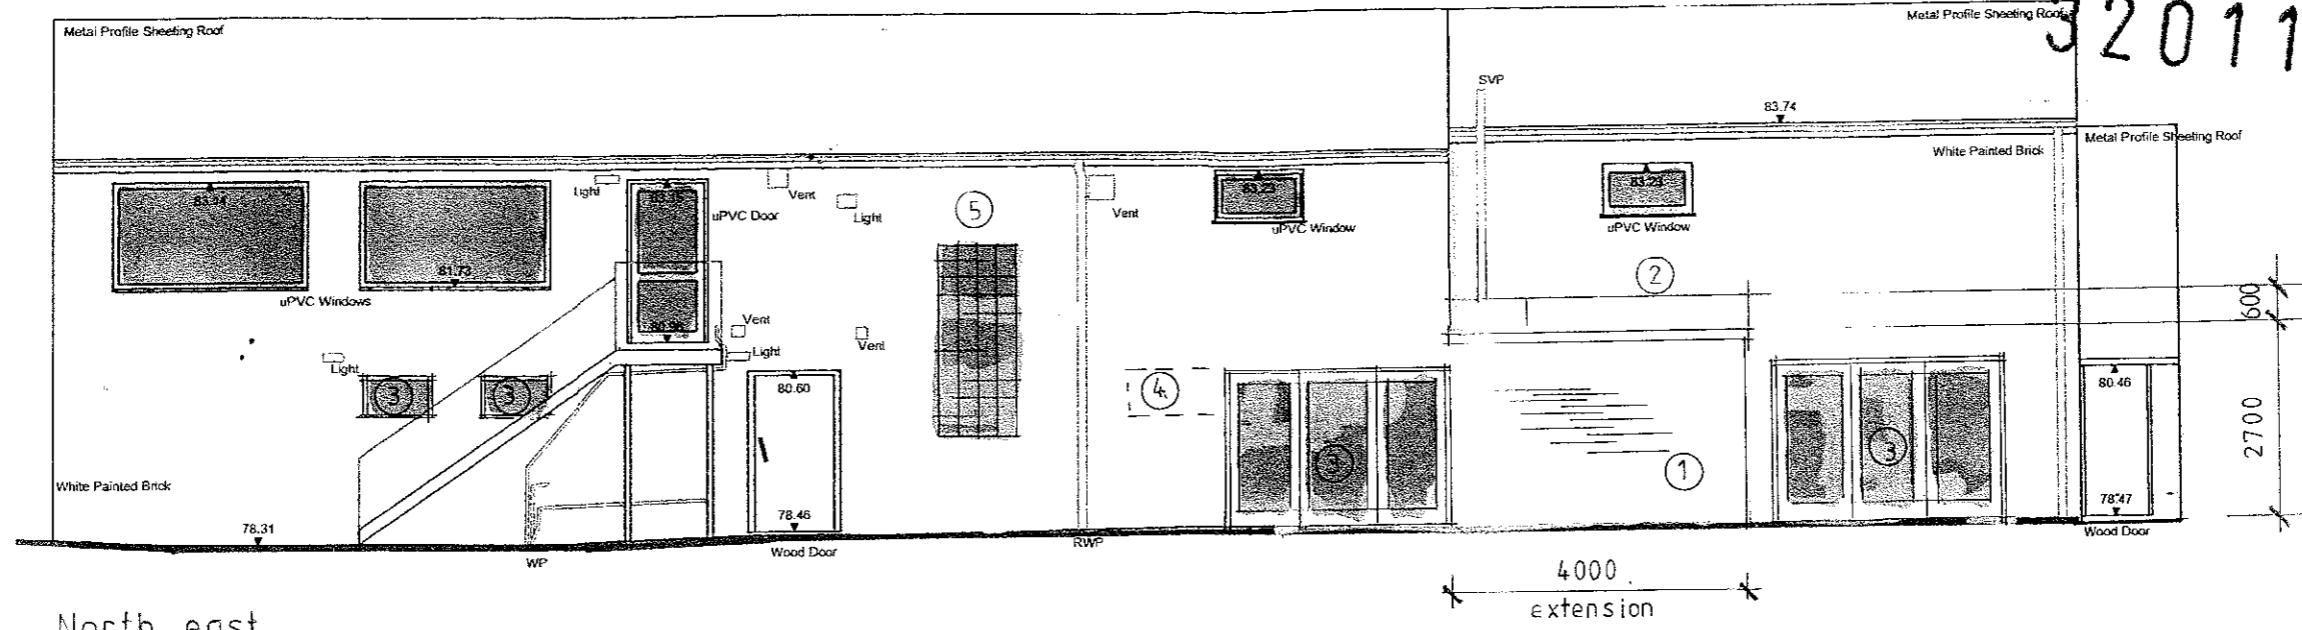 32011
Metal Profile Sheeting Roof
Metal Profile Sheeting Roof
SVP
83.74
Metal Profile Sheeting Roof
White Painted Brick
Light
Vent
Light
uPVC Door
5
Vent
83.23
uPVC Window
83.23
uPVC Window
81.73
uPVC Windows
2
600
Vent
Vent
Light
Light
3
3
80.60
4
80.46
2700
3
1
3
White Painted Brick
78.31
78.46
78.47
WP
Wood Door
RWP
Wood Door
4000
extension
North east